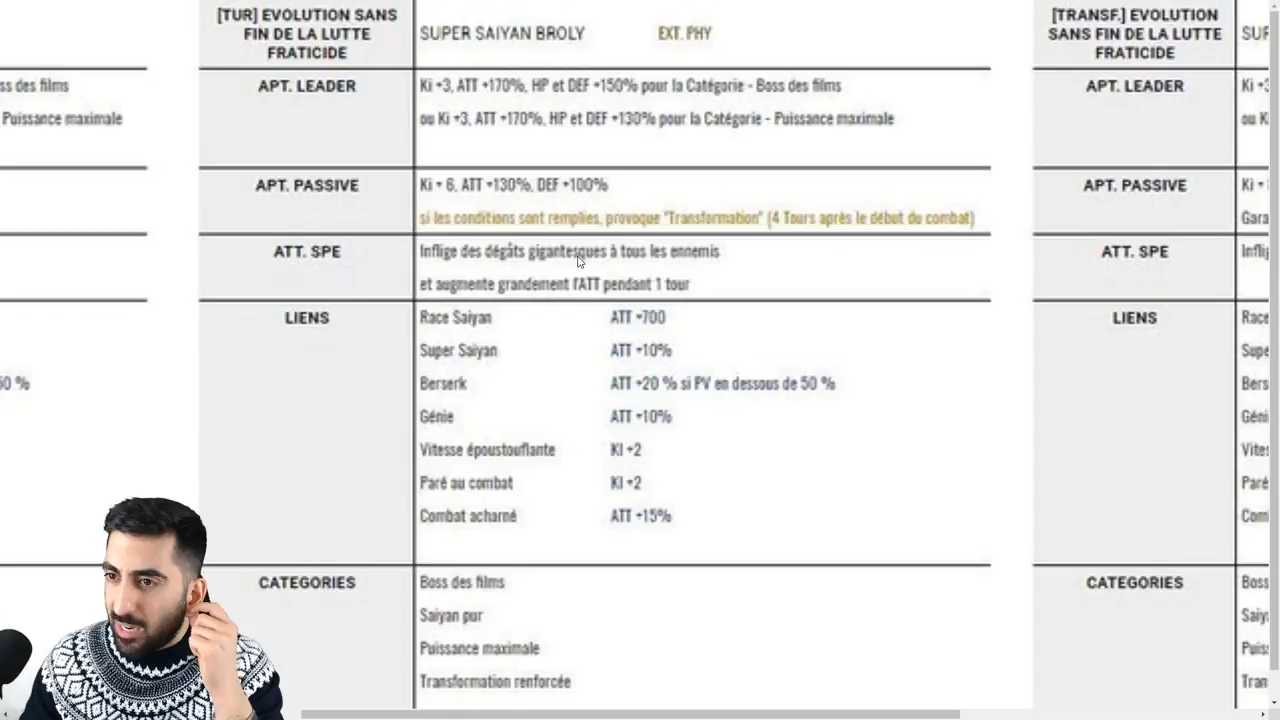 ss des films
Puissance maximale
50 %
[TUR] EVOLUTION SANS
FIN DE LA LUTTE
FRATICIDE
SUPER SAIYAN BROLY
EXT. PHY
APT. LEADER
Ki +3, ATT +170%, HP et DEF +150% pour la Catégorie - Boss des films
ou Ki +3, ATT +170%, HP et DEF +130% pour la Catégorie - Puissance maximale
APT. PASSIVE
Ki + 6, ATT +130%, DEF +100%
si les conditions sont remplies, provoque "Transformation" (4 Tours après le début du combat)
ATT. SPE
Inflige des dégâts gigantesques à tous les ennemis
et augmente grandement l'ATT pendant 1 tour
LIENS
Race Saiyan ATT +700
Super Saiyan ATT +10%
Berserk ATT +20 % si PV en dessous de 50 %
Génie ATT +10%
Vitesse époustouflante KI +2
Paré au combat KI +2
Combat acharné ATT +15%
CATEGORIES
Boss des films
Saiyan pur
Puissance maximale
Transformation renforcée
[TRANSF.] EVOLUTION
SANS FIN DE LA LUTTE
FRATICIDE
SUP
APT. LEADER
Ki +3
ou K
APT. PASSIVE
Ki +
Gara
ATT. SPE
Inflig
LIENS
Race
Supe
Bers
Géni
Vites
Paré
Com
CATEGORIES
Boss
Saiy
Puis
Tran